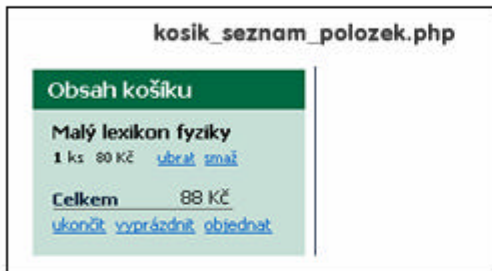 kosik_seznam_polozek.php
Obsah košíku
Malý lexikon fyziky
1 ks 80 Kč ubrat smaž
Celkem 88 Kč
ukončit vyprázdnit objednat